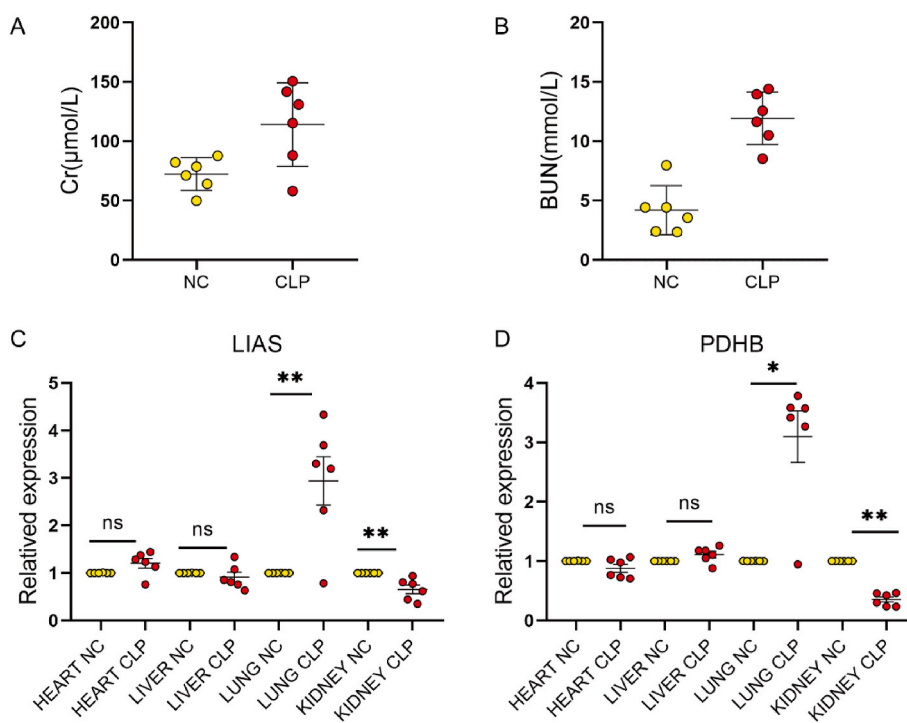 A
200
150
100
50
0
Cr(μmol/L)
NC
CLP
B
20
15
10
5
0
BUN(mmol/L)
NC
CLP
C
LIAS
5
4
3
2
1
0
Relatived expression
ns
ns
**
**
HEART NC
HEART CLP
LIVER NC
LIVER CLP
LUNG NC
LUNG CLP
KIDNEY NC
KIDNEY CLP
D
PDHB
4
3
2
1
0
Relatived expression
ns
ns
*
**
HEART NC
HEART CLP
LIVER NC
LIVER CLP
LUNG NC
LUNG CLP
KIDNEY NC
KIDNEY CLP